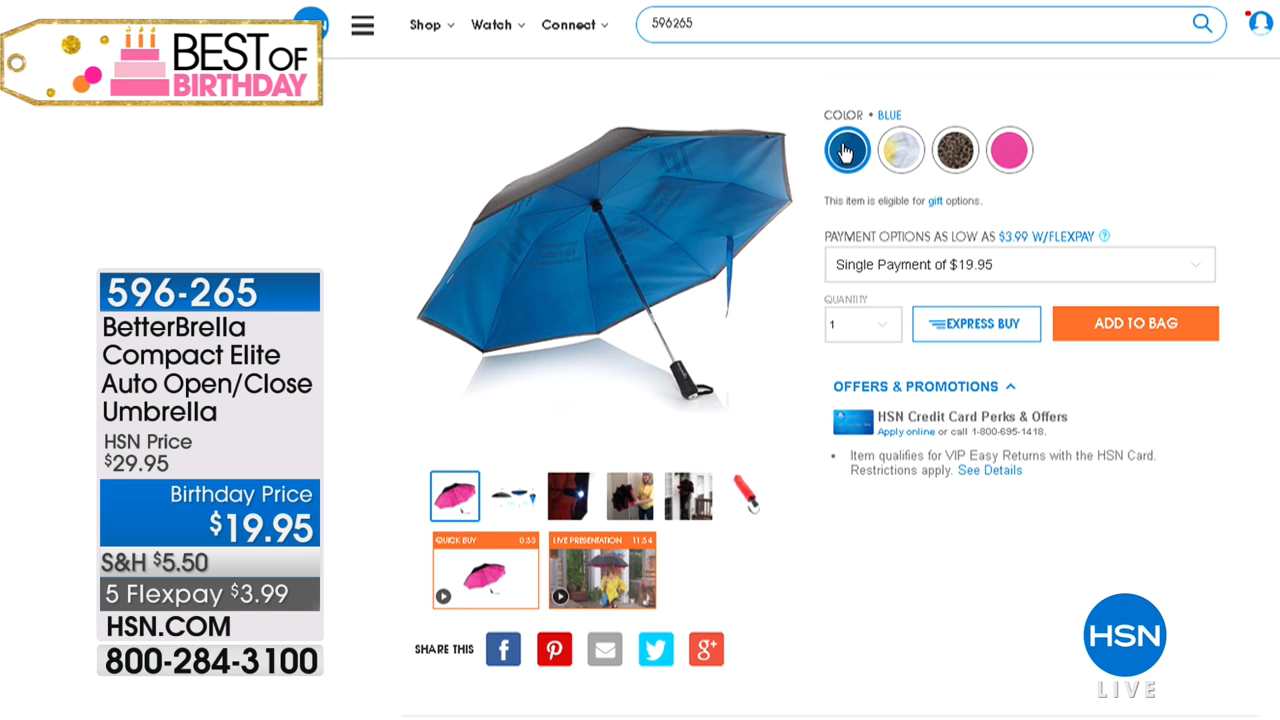 BEST OF
BIRTHDAY
Shop
Watch
Connect
596265
COLOR • BLUE
This item is eligible for gift options.
PAYMENT OPTIONS AS LOW AS $3.99 W/FLEXPAY ?
Single Payment of $19.95
QUANTITY
1
EXPRESS BUY
ADD TO BAG
OFFERS & PROMOTIONS
HSN Credit Card Perks & Offers
Apply online or call 1-800-695-1418.
• Item qualifies for VIP Easy Returns with the HSN Card.
Restrictions apply. See Details
596-265
BetterBrella
Compact Elite
Auto Open/Close
Umbrella
HSN Price
$29.95
Birthday Price
$19.95
S&H $5.50
5 Flexpay $3.99
HSN.COM
800-284-3100
QUICK BUY 0:53
LIVE PRESENTATION 11:54
SHARE THIS
HSN
LIVE